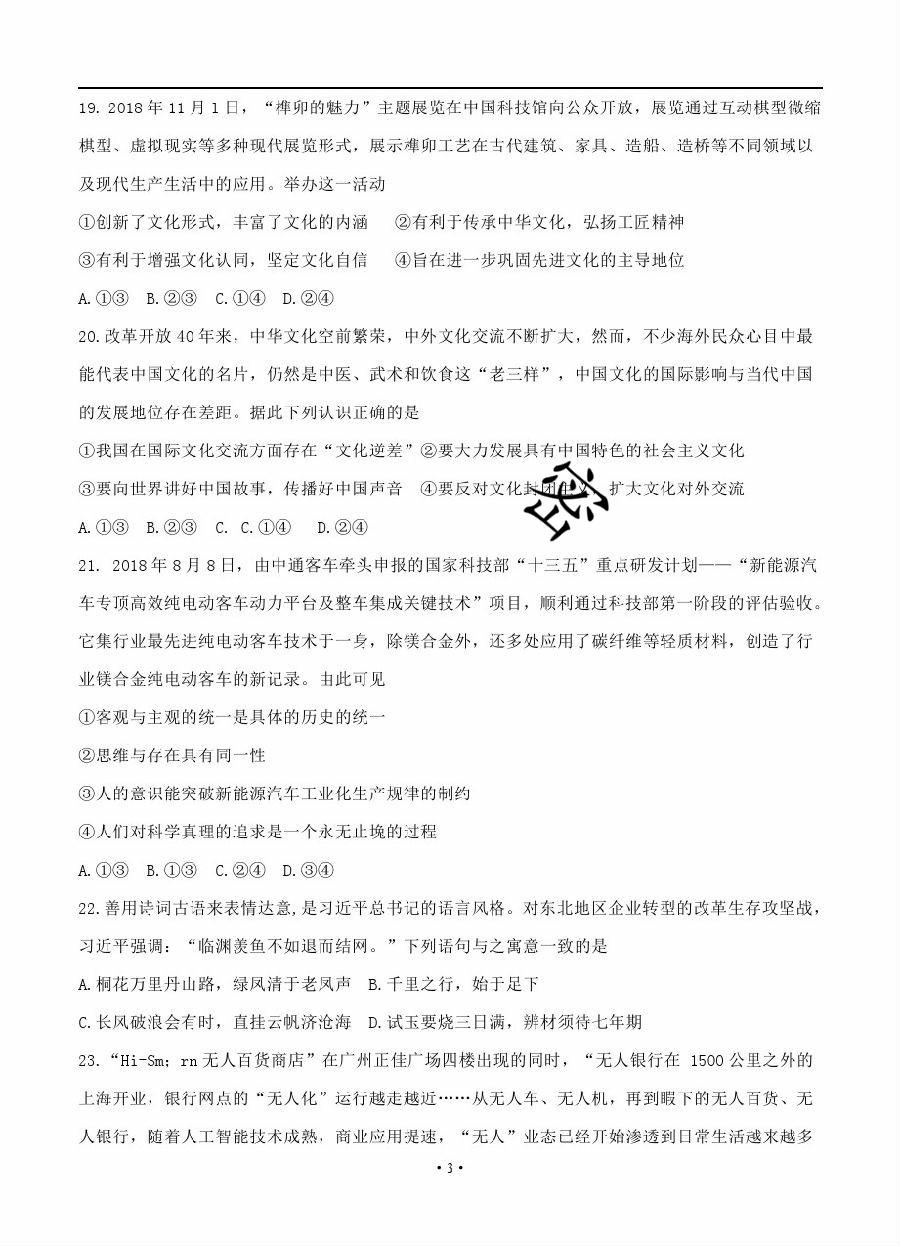 19. 2018年11月1日，“榫卯的魅力”主题展览在中国科技馆向公众开放，展览通过互动棋型微缩
棋型、虚拟现实等多种现代展览形式，展示榫卯工艺在古代建筑、家具、造船、造桥等不同领域以
及现代生产生活中的应用。举办这一活动
①创新了文化形式，丰富了文化的内涵 ②有利于传承中华文化，弘扬工匠精神
③有利于增强文化认同，坚定文化自信 ④旨在进一步巩固先进文化的主导地位
A.①③ B.②③ C.①④ D.②④
20.改革开放40年来，中华文化空前繁荣，中外文化交流不断扩大，然而，不少海外民众心目中最
能代表中国文化的名片，仍然是中医、武术和饮食这“老三样”，中国文化的国际影响与当代中国
的发展地位存在差距。据此下列认识正确的是
①我国在国际文化交流方面存在“文化逆差”②要大力发展具有中国特色的社会主义文化
③要向世界讲好中国故事，传播好中国声音 ④要反对文化封闭主义，扩大文化对外交流
A.①③ B.②③ C. C.①④ D.②④
21. 2018年8月8日，由中通客车牵头申报的国家科技部“十三五”重点研发计划——“新能源汽
车专顶高效纯电动客车动力平台及整车集成关键技术”项目，顺利通过科技部第一阶段的评估验收。
它集行业最先进纯电动客车技术于一身，除镁合金外，还多处应用了碳纤维等轻质材料，创造了行
业镁合金纯电动客车的新记录。由此可见
①客观与主观的统一是具体的历史的统一
②思维与存在具有同一性
③人的意识能突破新能源汽车工业化生产规律的制约
④人们对科学真理的追求是一个永无止境的过程
A.①③ B.①③ C.②④ D.③④
22.善用诗词古语来表情达意,是习近平总书记的语言风格。对东北地区企业转型的改革生存攻坚战，
习近平强调：“临渊羡鱼不如退而结网。”下列语句与之寓意一致的是
A.桐花万里丹山路，绿凤清于老凤声 B.千里之行，始于足下
C.长风破浪会有时，直挂云帆济沧海 D.试玉要烧三日满，辨材须待七年期
23.“Hi-Sm；rn无人百货商店”在广州正佳广场四楼出现的同时，“无人银行在 1500公里之外的
上海开业，银行网点的“无人化”运行越走越近……从无人车、无人机，再到眼下的无人百货、无
人银行，随着人工智能技术成熟，商业应用提速，“无人”业态已经开始渗透到日常生活越来越多
·3·